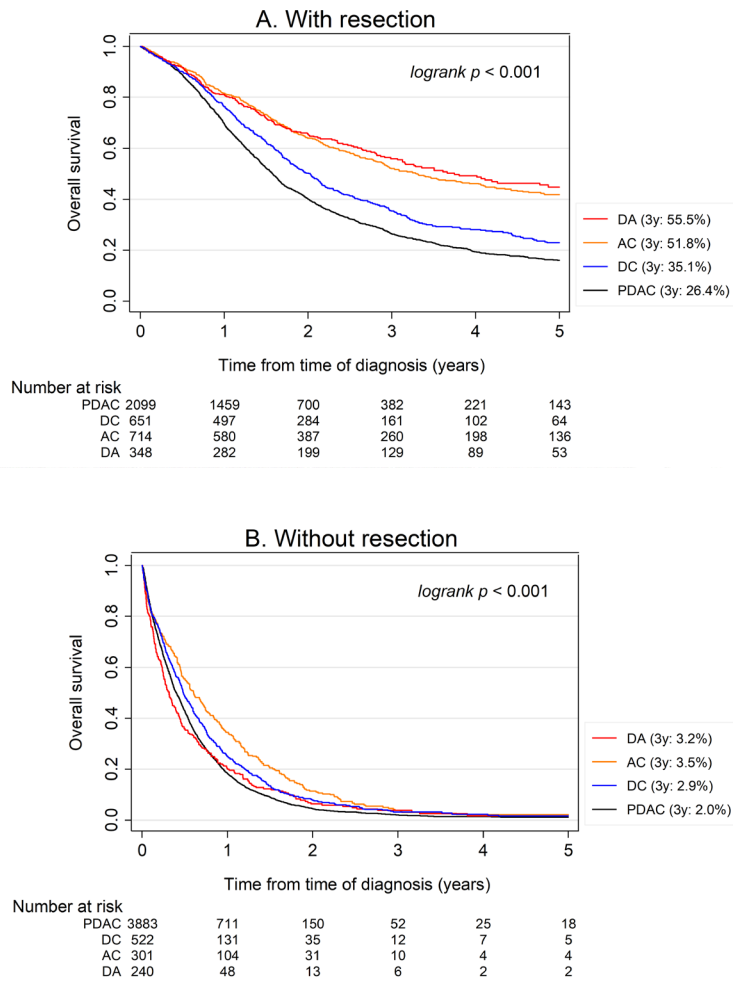 A. With resection
logrank p < 0.001
Overall survival
1.0
0.8
0.6
0.4
0.2
0.0
0 1 2 3 4 5
Time from time of diagnosis (years)
DA (3y: 55.5%)
AC (3y: 51.8%)
DC (3y: 35.1%)
PDAC (3y: 26.4%)
Number at risk
PDAC 2099 1459 700 382 221 143
DC 651 497 284 161 102 64
AC 714 580 387 260 198 136
DA 348 282 199 129 89 53
B. Without resection
logrank p < 0.001
Overall survival
1.0
0.8
0.6
0.4
0.2
0.0
0 1 2 3 4 5
Time from time of diagnosis (years)
DA (3y: 3.2%)
AC (3y: 3.5%)
DC (3y: 2.9%)
PDAC (3y: 2.0%)
Number at risk
PDAC 3883 711 150 52 25 18
DC 522 131 35 12 7 5
AC 301 104 31 10 4 4
DA 240 48 13 6 2 2